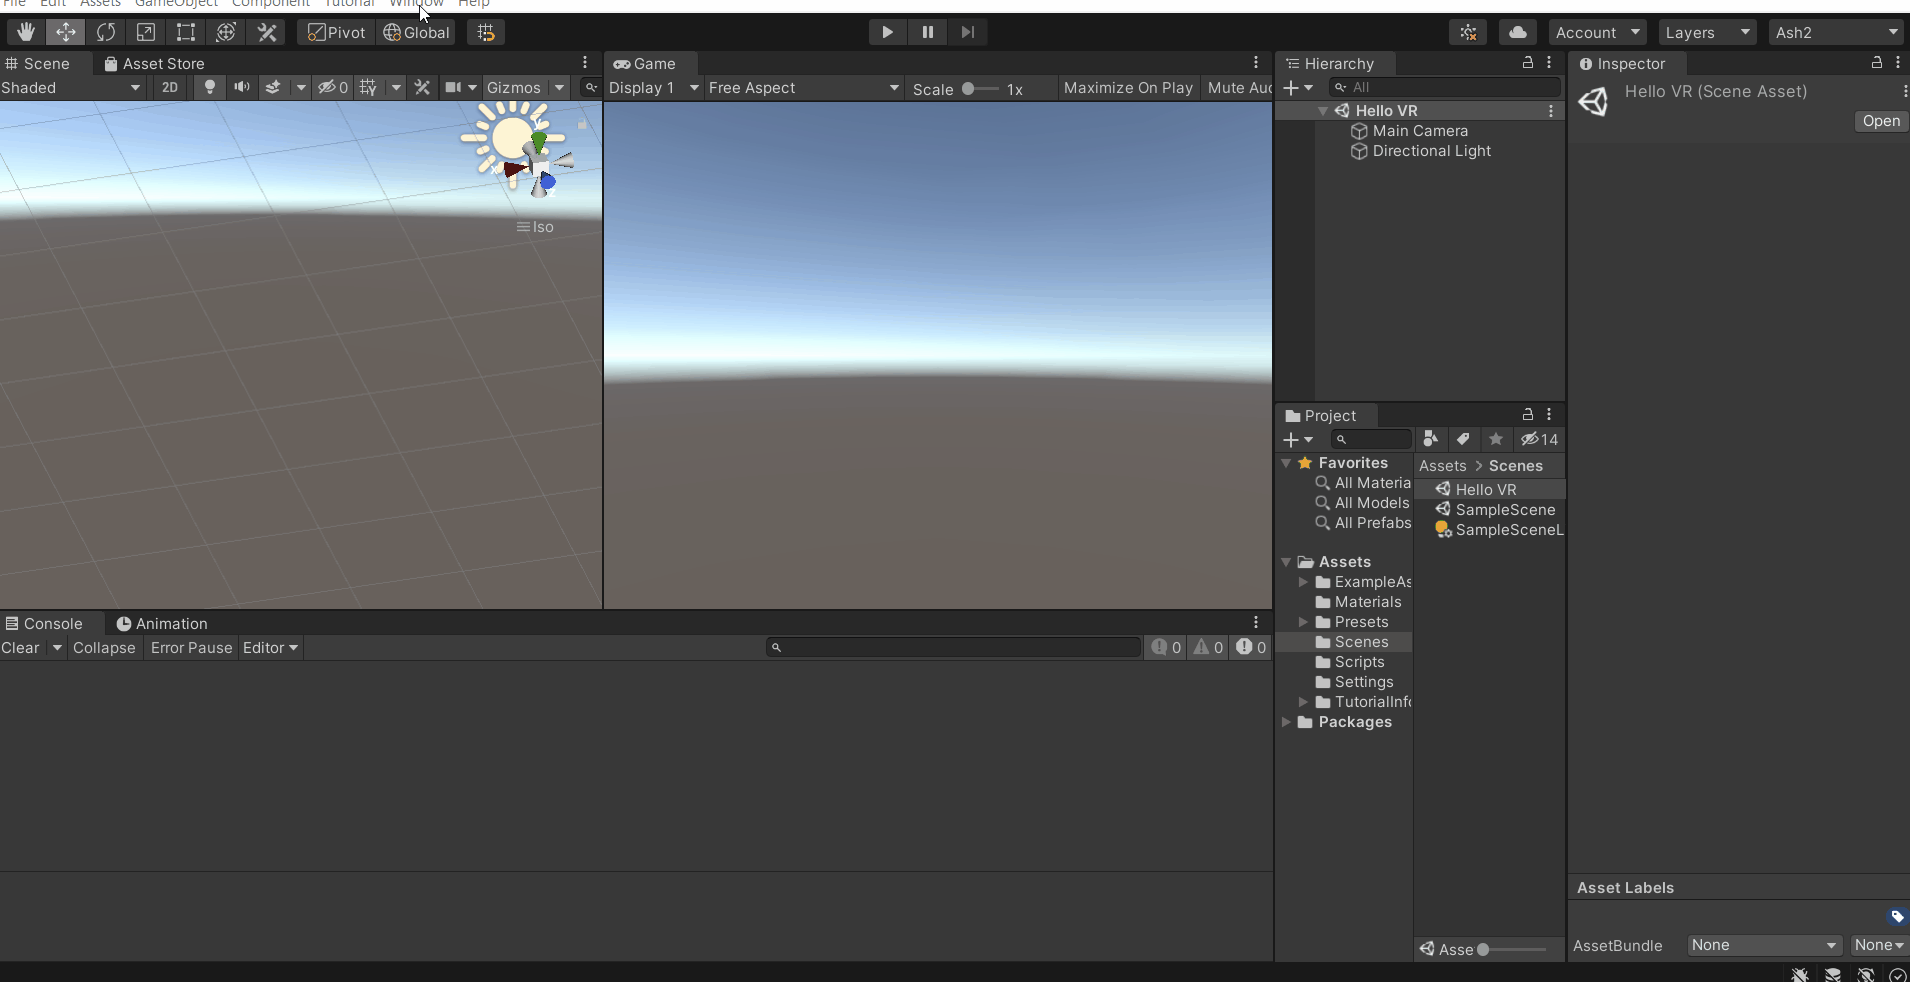 File Edit Assets GameObject Component Tutorial Window Help
Pivot Global Account Layers Ash2
Scene Asset Store
Shaded 2D 0 Gizmos
Iso
Game
Display 1 Free Aspect Scale 1x Maximize On Play Mute Auc
Hierarchy
All
Hello VR
Main Camera
Directional Light
Project
14
Favorites
All Materia
All Models
All Prefabs
Assets
ExampleAs
Materials
Presets
Scenes
Scripts
Settings
TutorialInfo
Packages
Assets > Scenes
Hello VR
SampleScene
SampleSceneL
Asse
Inspector
Hello VR (Scene Asset)
Open
Asset Labels
AssetBundle None None
Console Animation
Clear Collapse Error Pause Editor 0 0 0